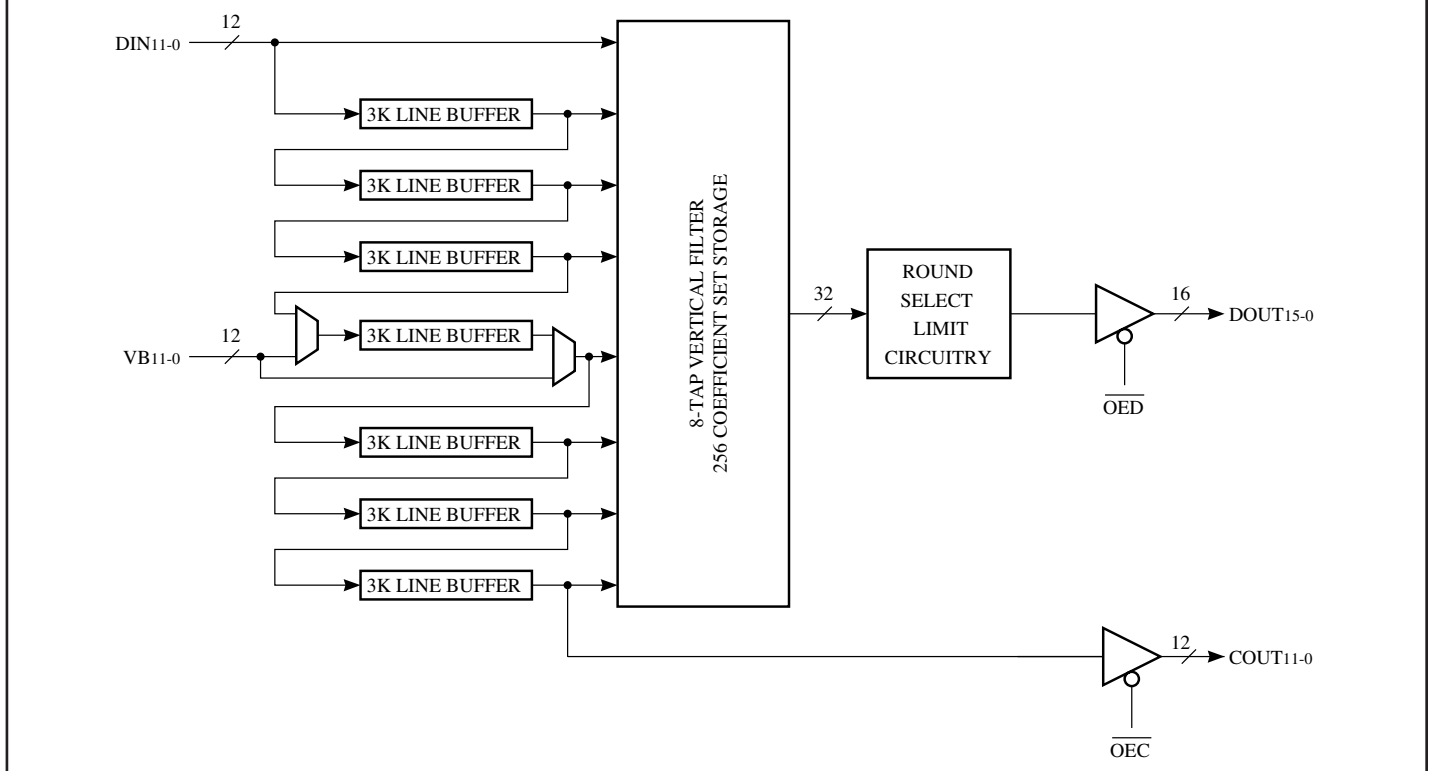 12
DIN11-0
3K LINE BUFFER
3K LINE BUFFER
3K LINE BUFFER
3K LINE BUFFER
12
VB11-0
3K LINE BUFFER
3K LINE BUFFER
3K LINE BUFFER
8-TAP VERTICAL FILTER
256 COEFFICIENT SET STORAGE
32
ROUND
SELECT
LIMIT
CIRCUITRY
16
DOUT15-0
OED
12
COUT11-0
OEC